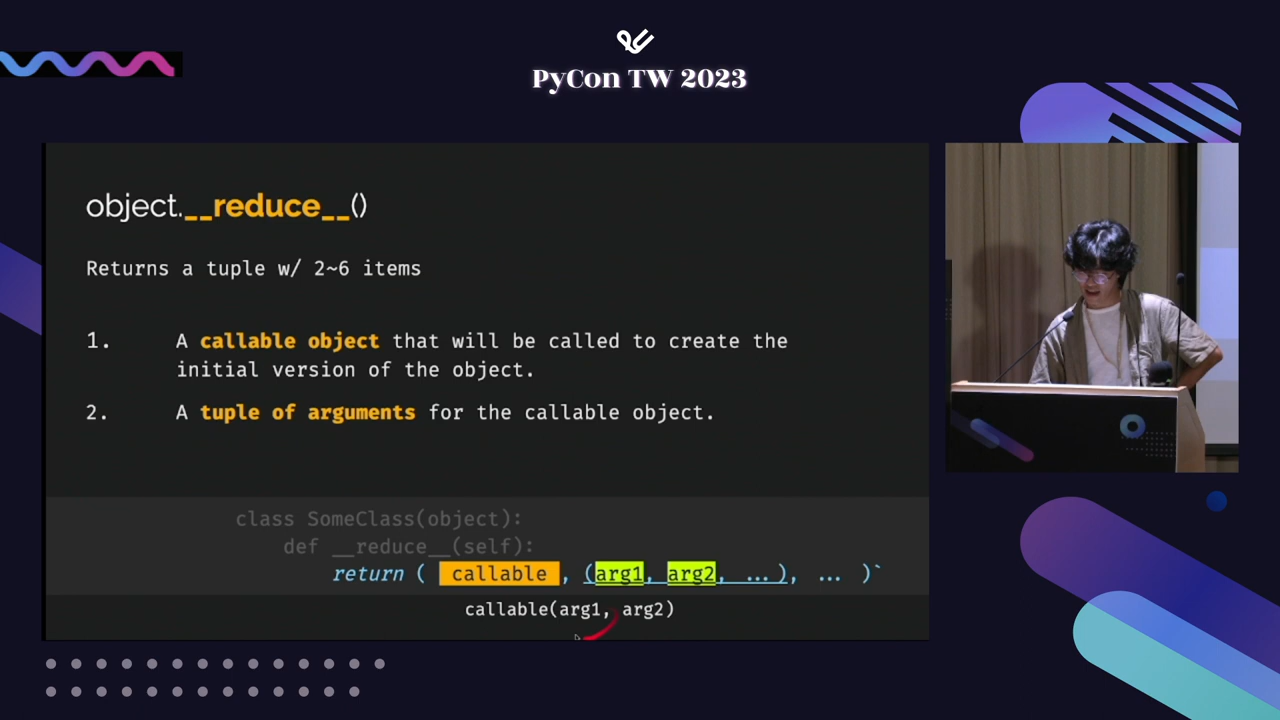 PyCon TW 2023
object.__reduce__()
Returns a tuple w/ 2~6 items
1. A callable object that will be called to create the
initial version of the object.
2. A tuple of arguments for the callable object.
class SomeClass(object):
def __reduce__(self):
return ( callable , (arg1, arg2, ...), ... )`
callable(arg1, arg2)